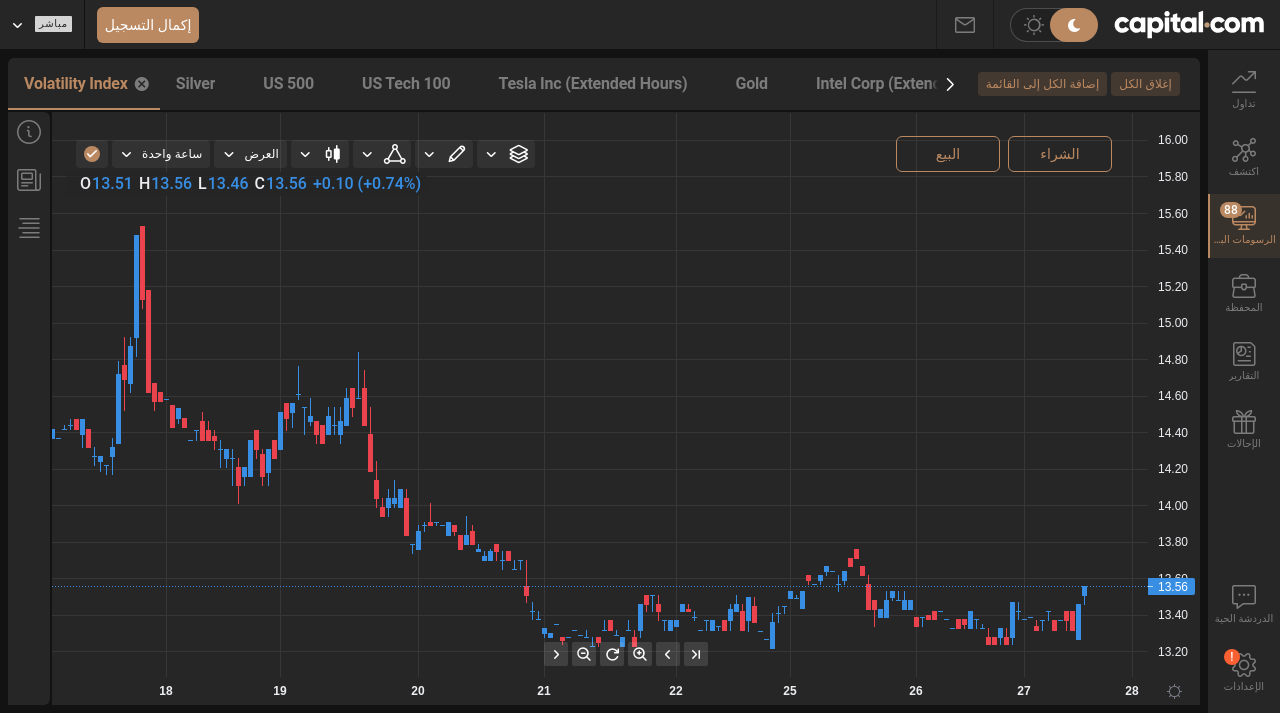 مباشر
إكمال التسجيل
capital.com
Volatility Index
Silver
US 500
US Tech 100
Tesla Inc (Extended Hours)
Gold
Intel Corp (Extend
إضافة الكل إلى القائمة
إغلاق الكل
ساعة واحدة
العرض
البيع
الشراء
O13.51 H13.56 L13.46 C13.56 +0.10 (+0.74%)
16.00
15.80
15.60
15.40
15.20
15.00
14.80
14.60
14.40
14.20
14.00
13.80
13.60
13.56
13.40
13.20
18
19
20
21
22
25
26
27
28
تداول
اكتشف
88
الرسومات الب...
المحفظة
التقارير
الإحالات
الدردشة الحية
!
الإعدادات